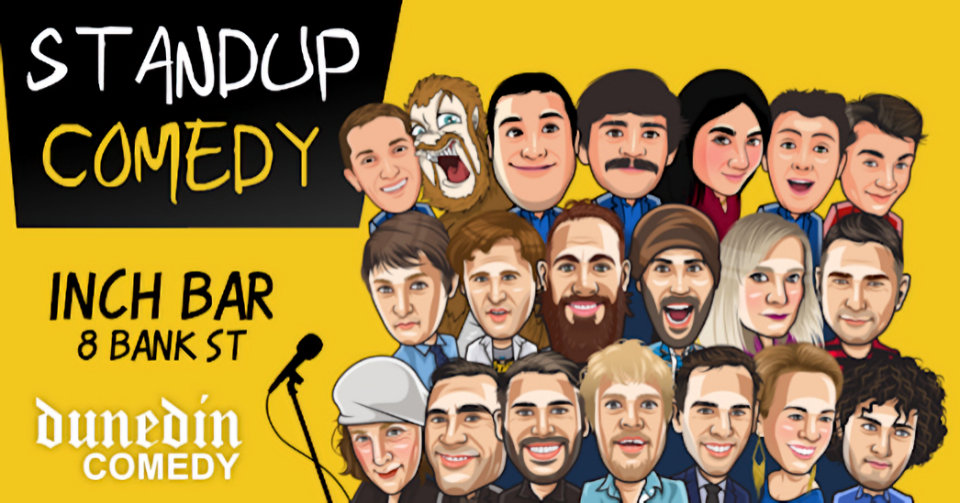 STANDUP
COMEDY
INCH BAR
8 BANK ST
dunedin
COMEDY